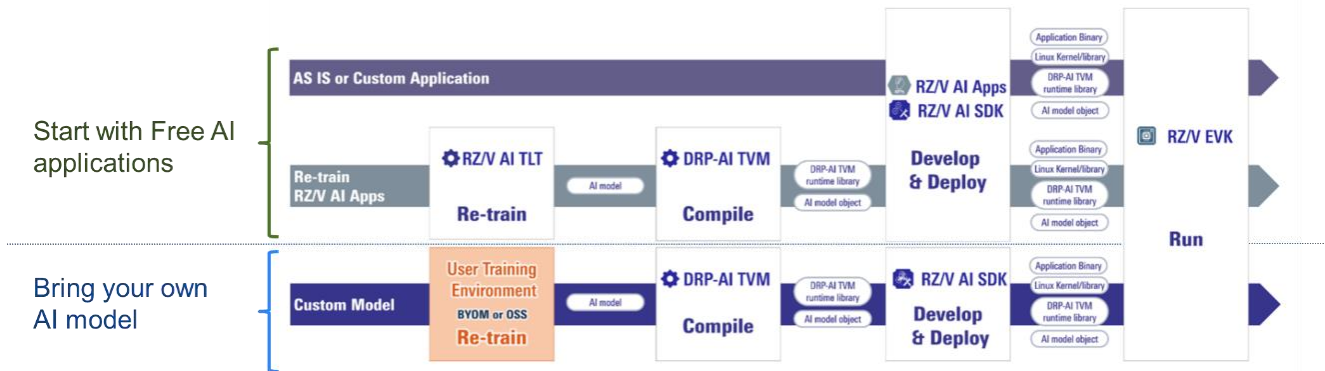 Start with Free AI
applications
AS IS or Custom Application
RZ/V AI Apps
RZ/V AI SDK
Develop
& Deploy
Application Binary
Linux Kernel/library
DRP-AI TVM
runtime library
AI model object
RZ/V EVK
Run
Re-train
RZ/V AI Apps
RZ/V AI TLT
Re-train
AI model
DRP-AI TVM
Compile
DRP-AI TVM
runtime library
AI model object
Application Binary
Linux Kernel/library
DRP-AI TVM
runtime library
AI model object
Bring your own
AI model
Custom Model
User Training
Environment
BYOM or OSS
Re-train
AI model
DRP-AI TVM
Compile
DRP-AI TVM
runtime library
AI model object
RZ/V AI SDK
Develop
& Deploy
Application Binary
Linux Kernel/library
DRP-AI TVM
runtime library
AI model object